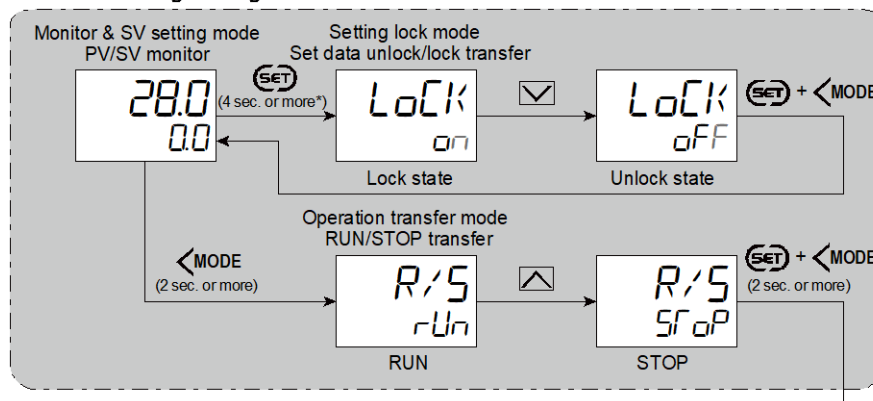 Monitor & SV setting mode
PV/SV monitor
28.0
0.0
SET
(4 sec. or more*)
Setting lock mode
Set data unlock/lock transfer
LoCK
on
Lock state
LoCK
oFF
Unlock state
SET + <MODE
<MODE
(2 sec. or more)
Operation transfer mode
RUN/STOP transfer
R/S
rUn
RUN
R/S
SToP
STOP
SET + <MODE
(2 sec. or more)